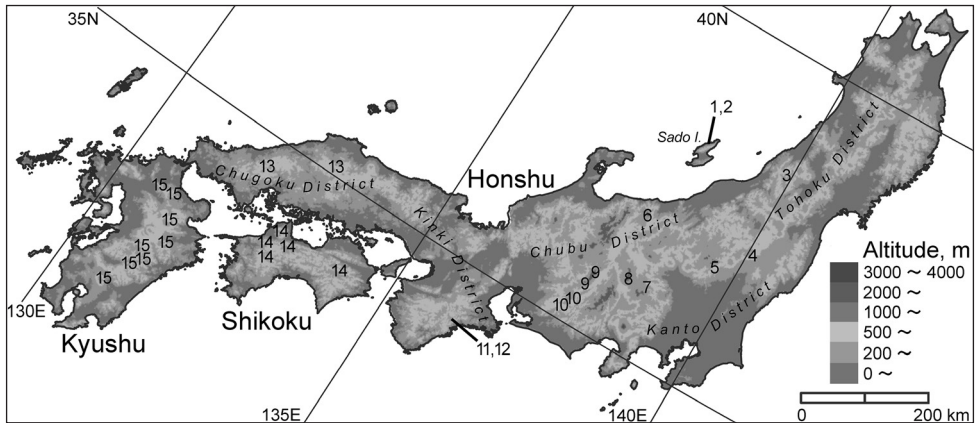 35N
40N
1,2
Sado I.
3
Tohoku District
13
13
Chugoku District
Honshu
15
15
15
15
15
15
15
15
14
14
14
14
14
Kinki District
Chubu District
6
4
5
9
9
8
7
10
10
Kanto District
11,12
130E
Kyushu
Shikoku
135E
140E
Altitude, m
3000 ~ 4000
2000 ~
1000 ~
500 ~
200 ~
0 ~
0 200 km